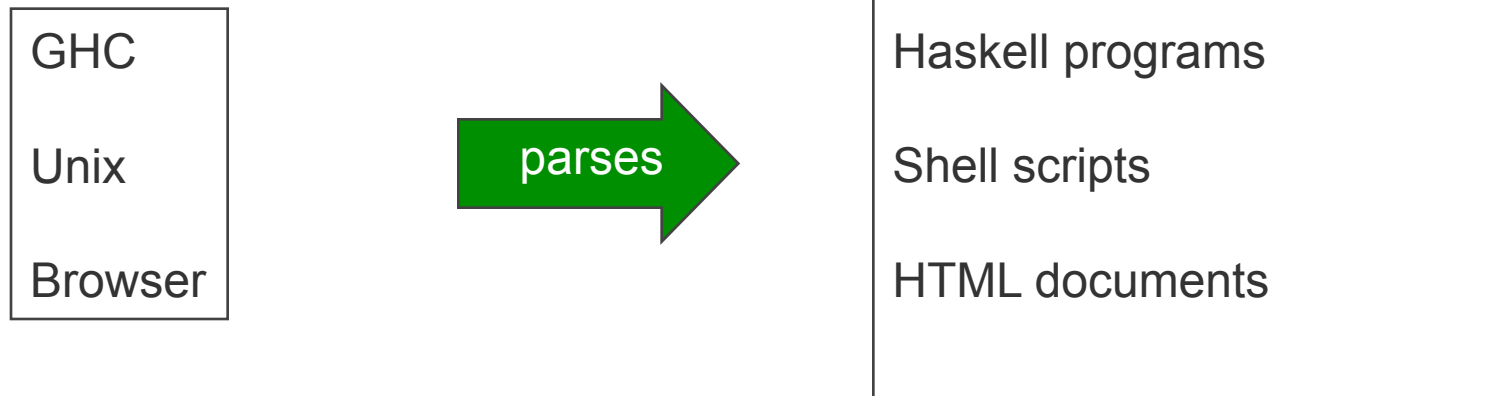 GHC
Unix
Browser
parses
Haskell programs
Shell scripts
HTML documents